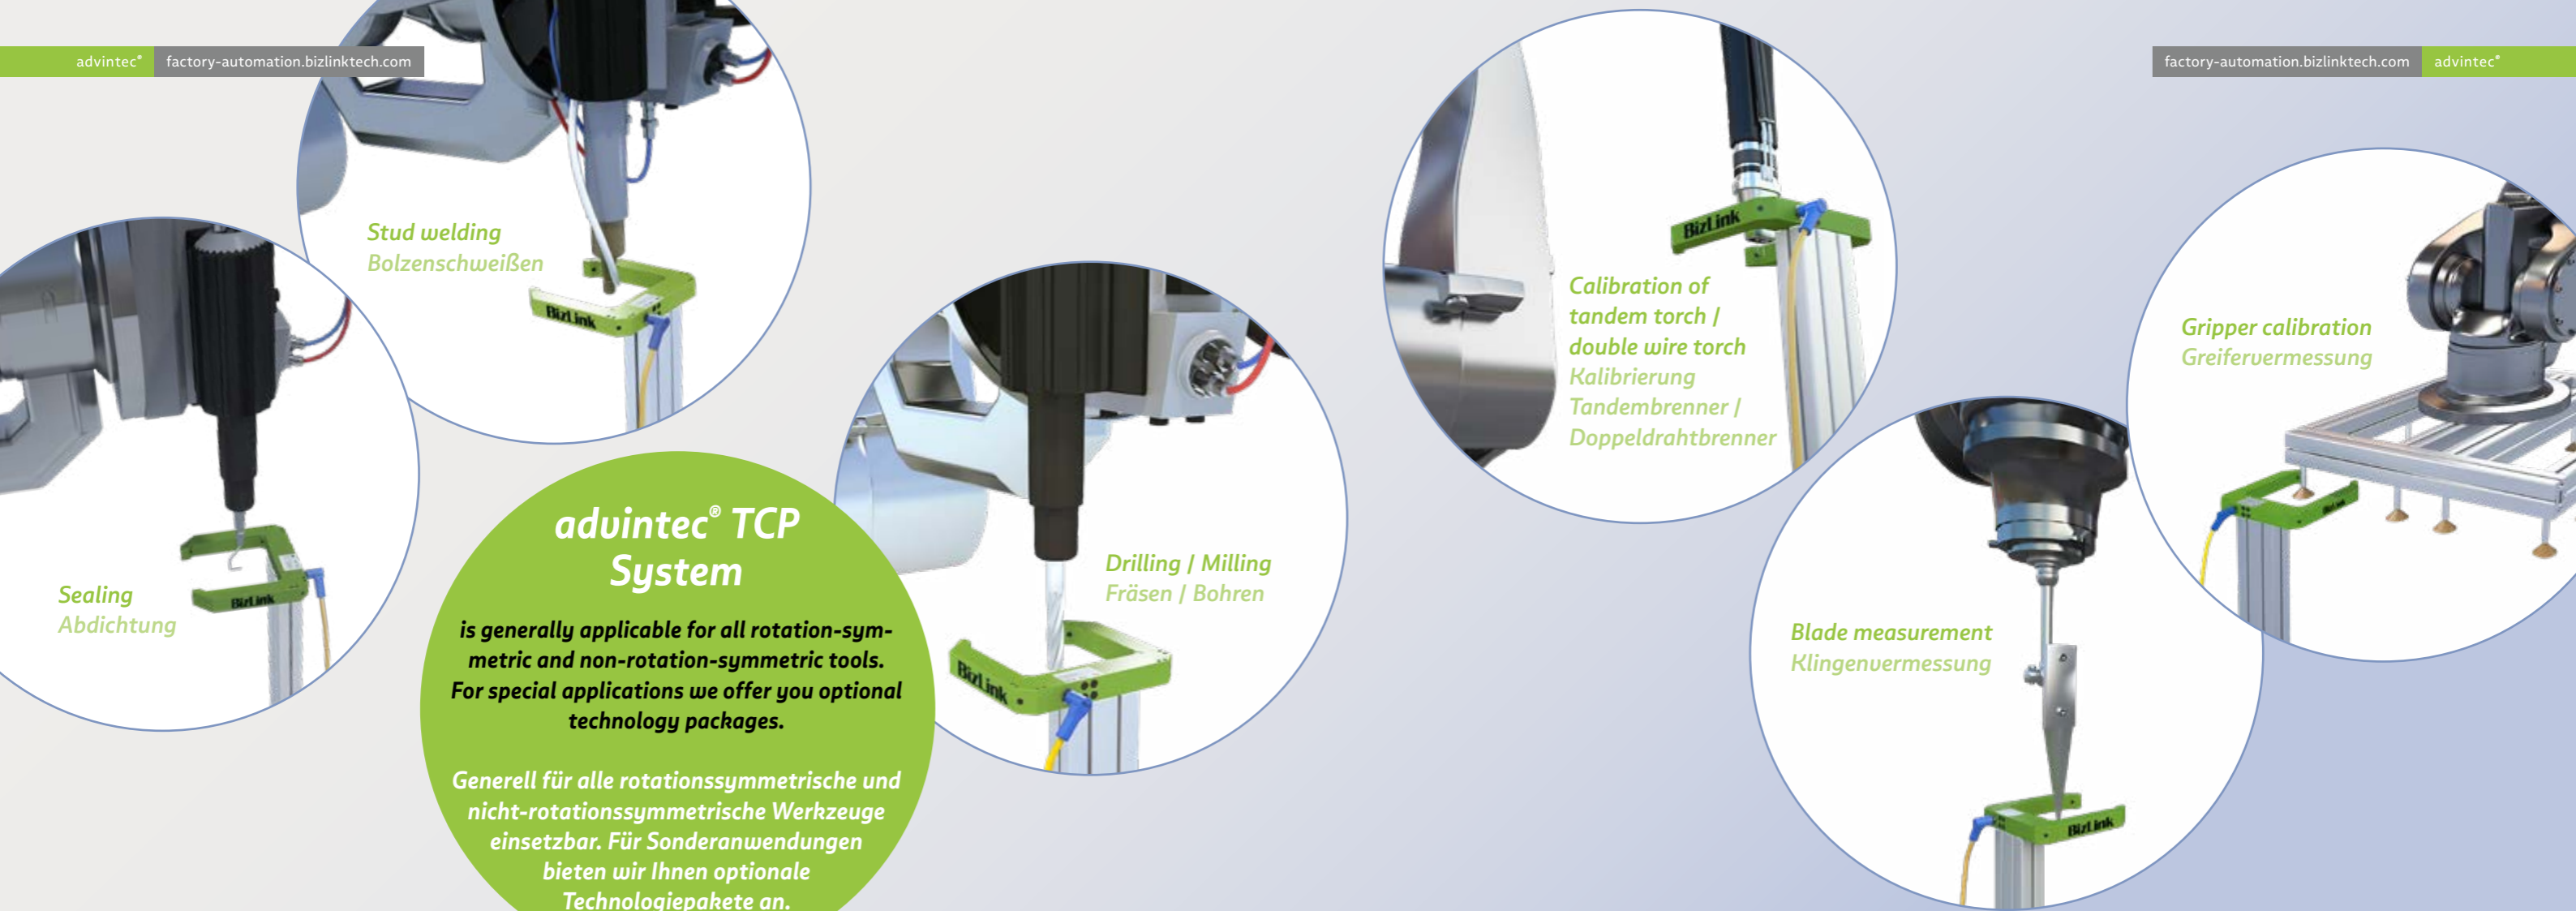 advintec® factory-automation.bizlinktech.com
factory-automation.bizlinktech.com advintec®
Stud welding
Bolzenschweißen
BizLink
Sealing
Abdichtung
BizLink
advintec® TCP
System
is generally applicable for all rotation-sym-
metric and non-rotation-symmetric tools.
For special applications we offer you optional
technology packages.
Generell für alle rotationssymmetrische und
nicht-rotationssymmetrische Werkzeuge
einsetzbar. Für Sonderanwendungen
bieten wir Ihnen optionale
Technologiepakete an.
Drilling / Milling
Fräsen / Bohren
BizLink
BizLink
Calibration of
tandem torch /
double wire torch
Kalibrierung
Tandembrenner /
Doppeldrahtbrenner
Blade measurement
Klingenvermessung
BizLink
Gripper calibration
Greifervermessung
BizLink